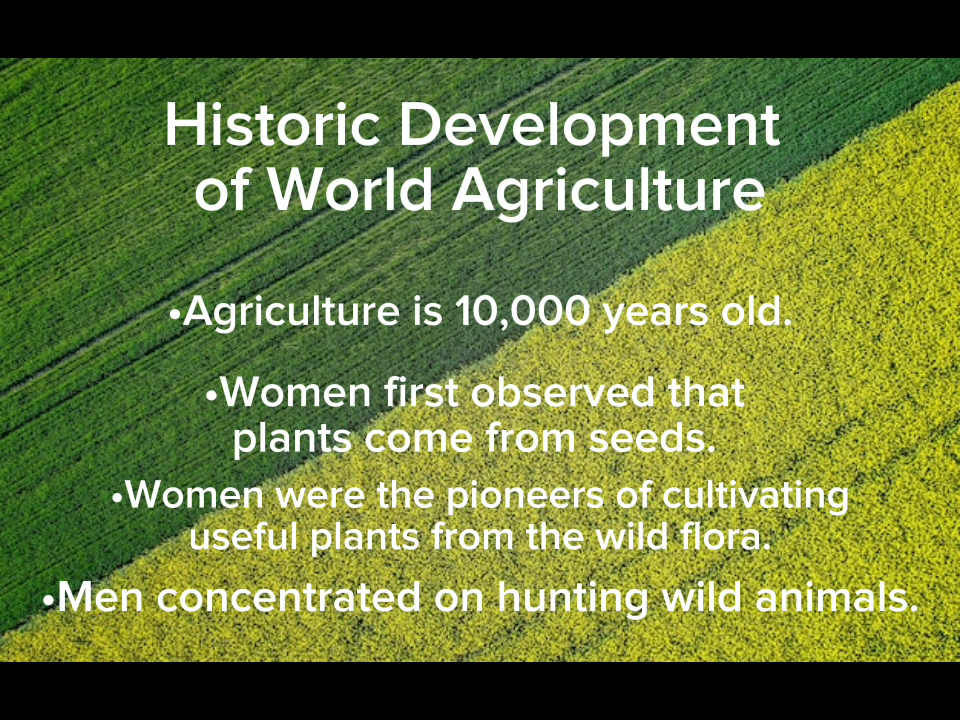 Historic Development
of World Agriculture
•Agriculture is 10,000 years old.
•Women first observed that
plants come from seeds.
•Women were the pioneers of cultivating
useful plants from the wild flora.
•Men concentrated on hunting wild animals.